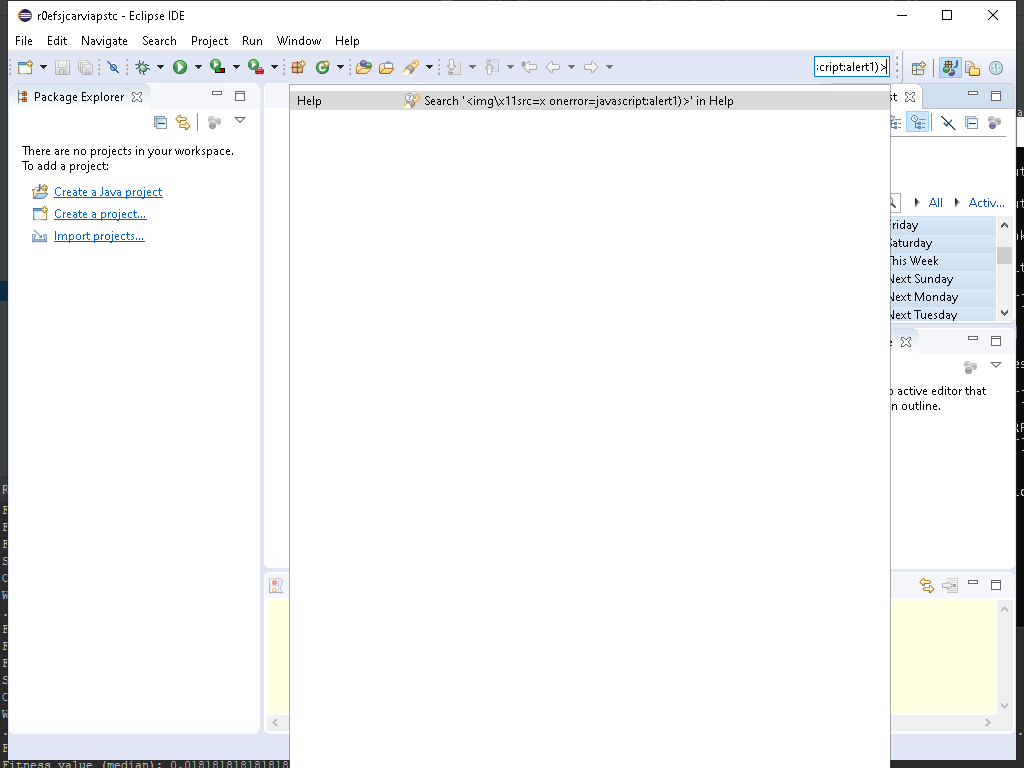 r0efsjcarviapstc - Eclipse IDE
File Edit Navigate Search Project Run Window Help
:cript:alert1)>
Package Explorer
Help Search '<img\x11src=x onerror=javascript:alert1)>' in Help
There are no projects in your workspace.
To add a project:
Create a Java project
Create a project...
Import projects...
All Activ...
Friday
Saturday
This Week
Next Sunday
Next Monday
Next Tuesday
active editor that
outline.
Fitness value (median): 0.01818181818181818